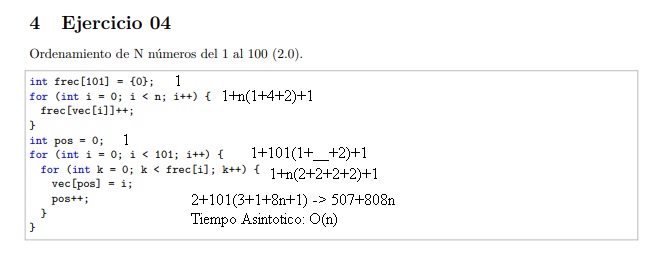 4 Ejercicio 04
Ordenamiento de N números del 1 al 100 (2.0).
int frec[101] = {0}; 1
for (int i = 0; i < n; i++) { 1+n(1+4+2)+1
frec[vec[i]]++;
}
int pos = 0; 1
for (int i = 0; i < 101; i++) { 1+101(1+__+2)+1
for (int k = 0; k < frec[i]; k++) { 1+n(2+2+2+2)+1
vec[pos] = i;
pos++; 2+101(3+1+8n+1) -> 507+808n
} Tiempo Asintotico: O(n)
}